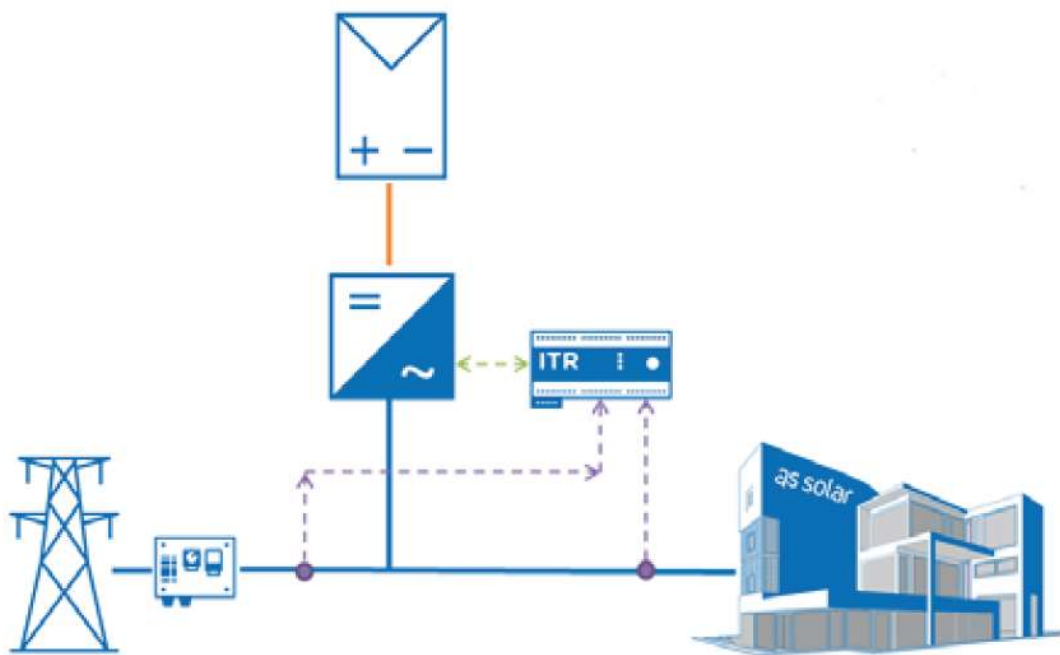 + −
=
~
ITR
as solar